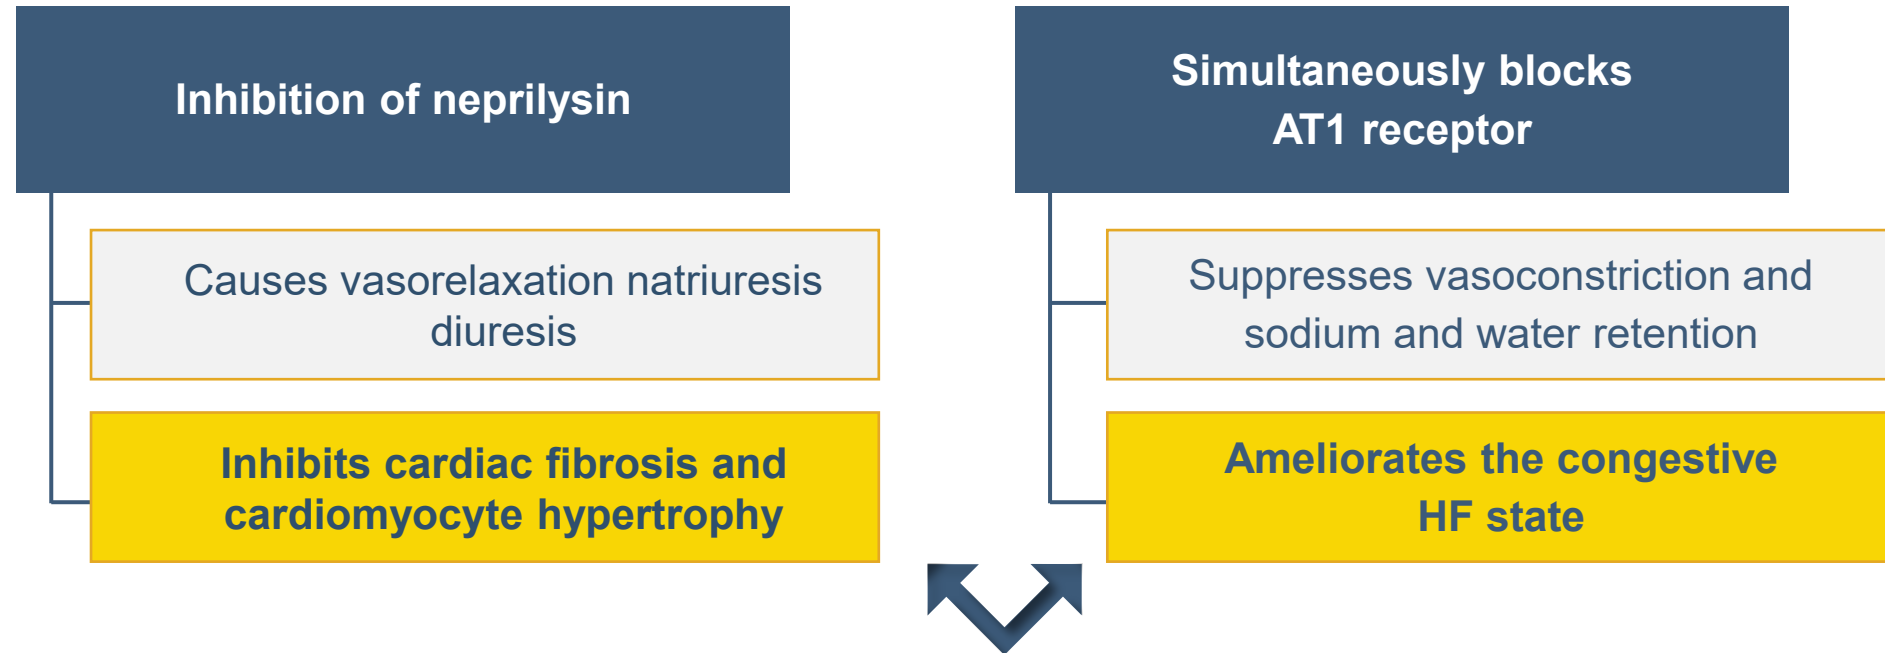 Inhibition of neprilysin
Causes vasorelaxation natriuresis
diuresis
Inhibits cardiac fibrosis and
cardiomyocyte hypertrophy
Simultaneously blocks
AT1 receptor
Suppresses vasoconstriction and
sodium and water retention
Ameliorates the congestive
HF state